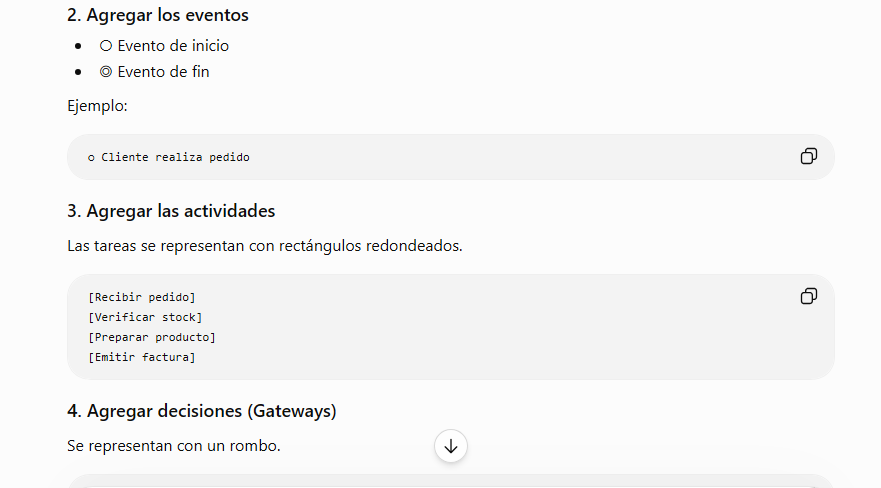 2. Agregar los eventos
• ○ Evento de inicio
• ◎ Evento de fin
Ejemplo:
o Cliente realiza pedido
3. Agregar las actividades
Las tareas se representan con rectángulos redondeados.
[Recibir pedido]
[Verificar stock]
[Preparar producto]
[Emitir factura]
4. Agregar decisiones (Gateways)
Se representan con un rombo.